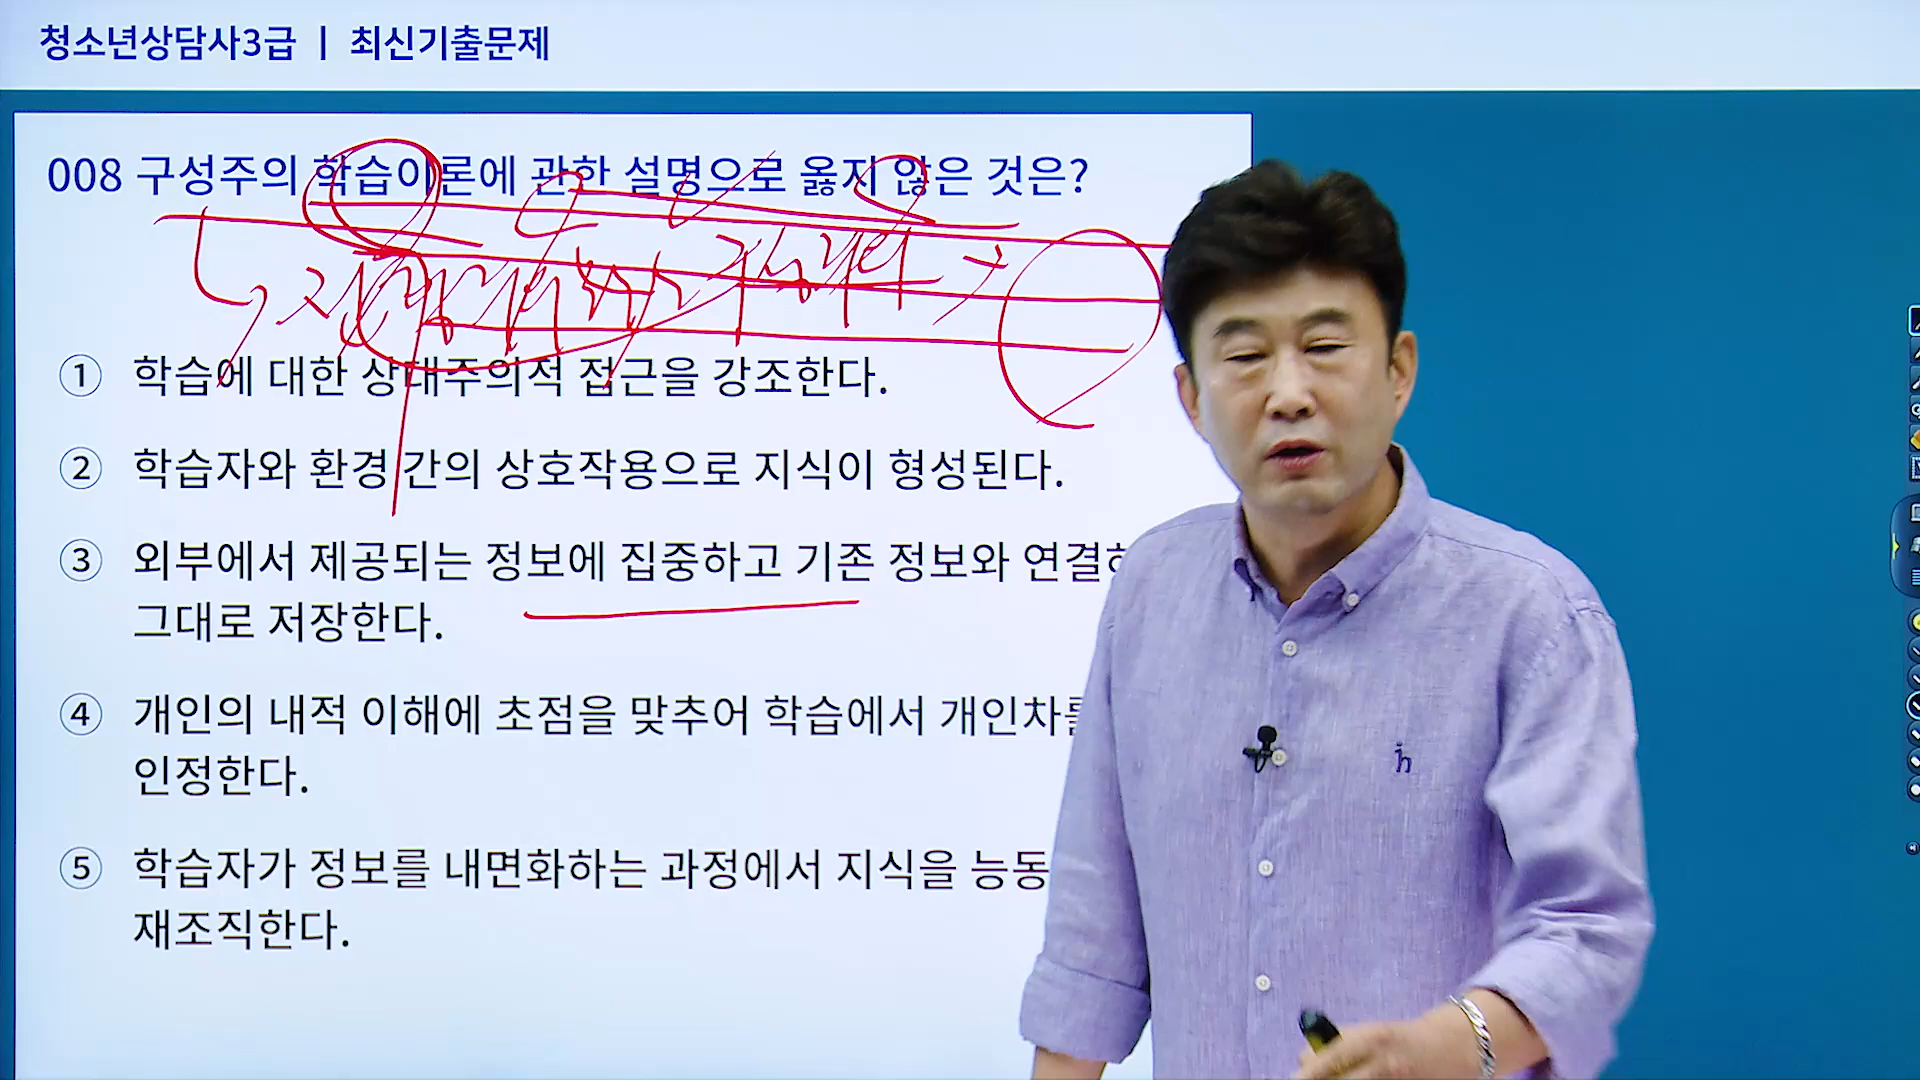 청소년상담사3급 | 최신기출문제
008 구성주의 학습이론에 관한 설명으로 옳지 않은 것은?
① 학습에 대한 상대주의적 접근을 강조한다.
② 학습자와 환경 간의 상호작용으로 지식이 형성된다.
③ 외부에서 제공되는 정보에 집중하고 기존 정보와
그대로 저장한다.
④ 개인의 내적 이해에 초점을 맞추어 학습에서 개인차를
인정한다.
⑤ 학습자가 정보를 내면화하는 과정에서 지식을 능동
재조직한다.
h